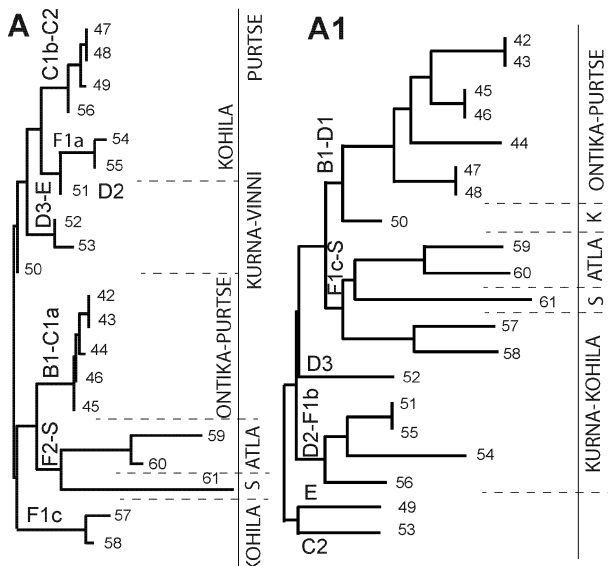 A
C1b-C2
47
48
49
56
PURTSE
F1a
54
55
51
D2
KOHILA
D3-E
52
53
50
KURNA-VINNI
B1-C1a
42
43
44
46
45
ONTIKA-PURTSE
F2-S
59
60
61
ATLA
S
F1c
57
58
KOHILA
A1
42
43
45
46
44
B1-D1
47
48
50
ONTIKA-PURTSE
K
F1c-S
59
60
61
ATLA
S
57
58
D3
52
D2-F1b
51
55
54
56
KURNA-KOHILA
E
49
53
C2